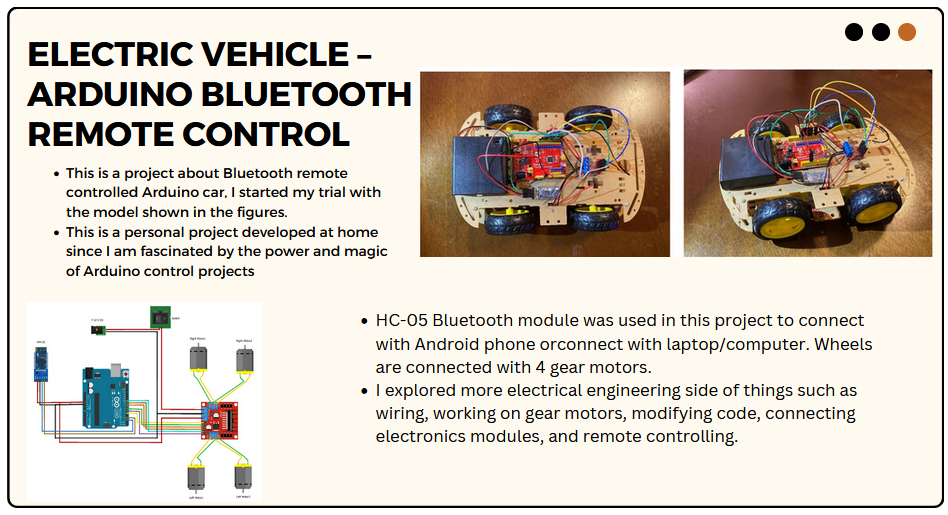 ELECTRIC VEHICLE –
ARDUINO BLUETOOTH
REMOTE CONTROL
• This is a project about Bluetooth remote
controlled Arduino car, I started my trial with
the model shown in the figures.
• This is a personal project developed at home
since I am fascinated by the power and magic
of Arduino control projects
• HC-05 Bluetooth module was used in this project to connect
with Android phone orconnect with laptop/computer. Wheels
are connected with 4 gear motors.
• I explored more electrical engineering side of things such as
wiring, working on gear motors, modifying code, connecting
electronics modules, and remote controlling.